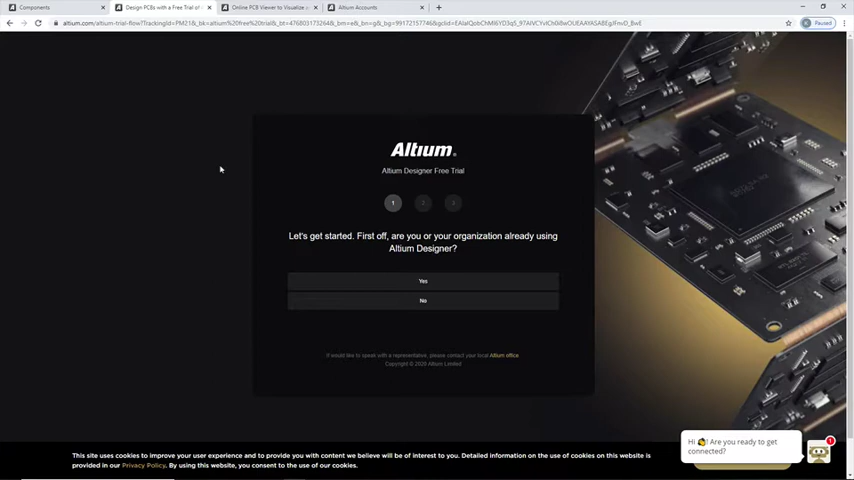 Components
Design PCBs with a Free Trial of
Online PCB Viewer to Visualize
Altium Accounts
Paused
Altium
Altium Designer Free Trial
1
2
3
Let's get started. First off, are you or your organization already using
Altium Designer?
Yes
No
If would like to speak with a representative, please contact your local Altium office
Copyright © 2020 Altium Limited
Hi! Are you ready to get
connected?
1
This site uses cookies to improve your user experience and to provide you with content we believe will be of interest to you. Detailed information on the use of cookies on this website is
provided in our Privacy Policy. By using this website, you consent to the use of our cookies.